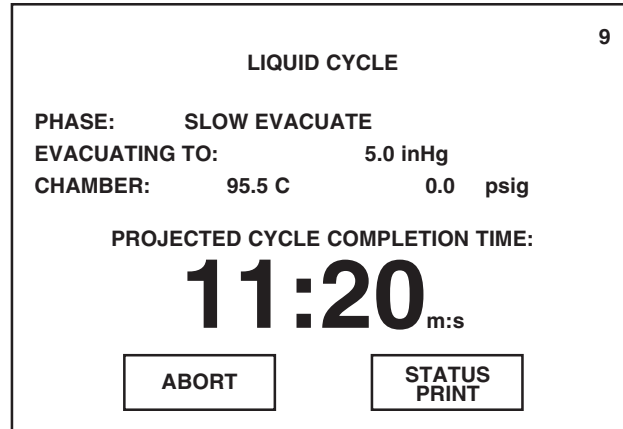 9
LIQUID CYCLE
PHASE: SLOW EVACUATE
EVACUATING TO: 5.0 inHg
CHAMBER: 95.5 C 0.0 psig
PROJECTED CYCLE COMPLETION TIME:
11:20 m:s
ABORT
STATUS
PRINT